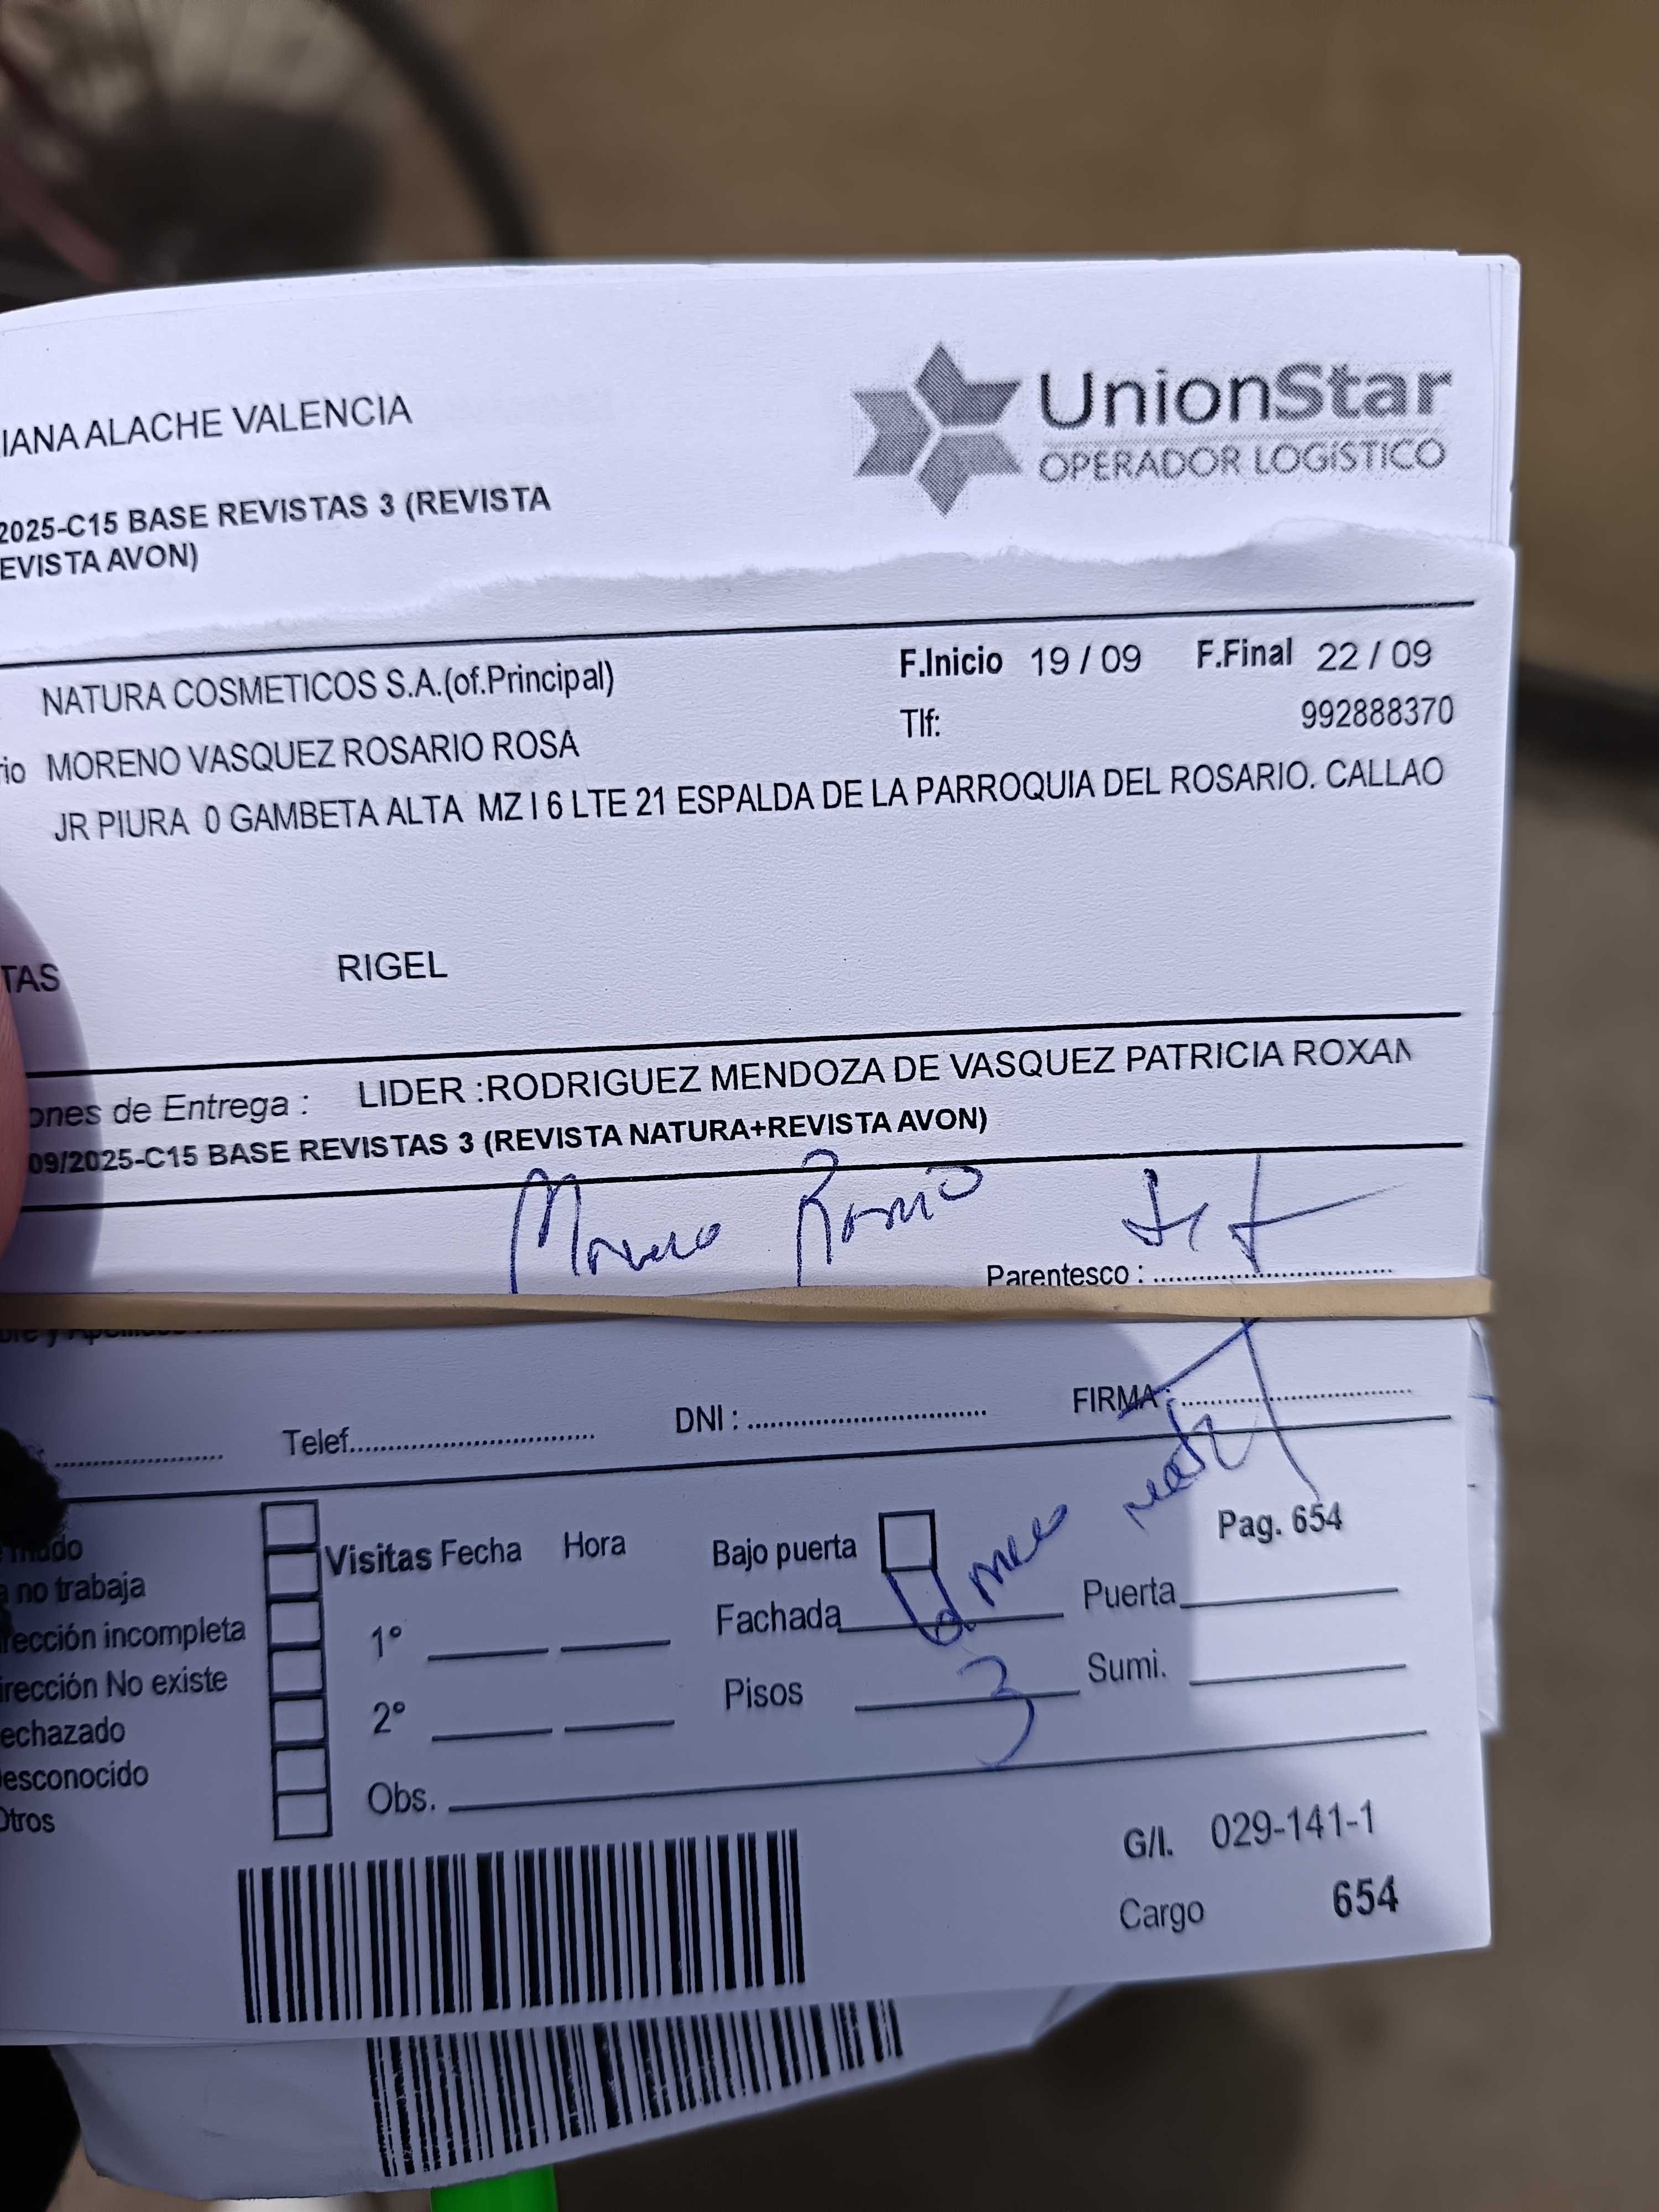 IANA ALACHE VALENCIA
UnionStar
OPERADOR LOGÍSTICO
2025-C15 BASE REVISTAS 3 (REVISTA
EVISTA AVON)
NATURA COSMETICOS S.A.(of.Principal)
F.Inicio 19 / 09 F.Final 22 / 09
rio MORENO VASQUEZ ROSARIO ROSA
Tlf: 992888370
JR PIURA 0 GAMBETA ALTA MZ I 6 LTE 21 ESPALDA DE LA PARROQUIA DEL ROSARIO. CALLAO
TAS RIGEL
ones de Entrega : LIDER :RODRIGUEZ MENDOZA DE VASQUEZ PATRICIA ROXAN
09/2025-C15 BASE REVISTAS 3 (REVISTA NATURA+REVISTA AVON)
Moreno
Parentesco :
Telef. DNI : FIRMA :
Pag. 654
no trabaja
rección incompleta
irección No existe
echazado
esconocido
Otros
Visitas Fecha Hora
1°
2°
Obs.
Bajo puerta
Fachada
Puerta
Pisos 3
Sumi.
G/I. 029-141-1
Cargo 654